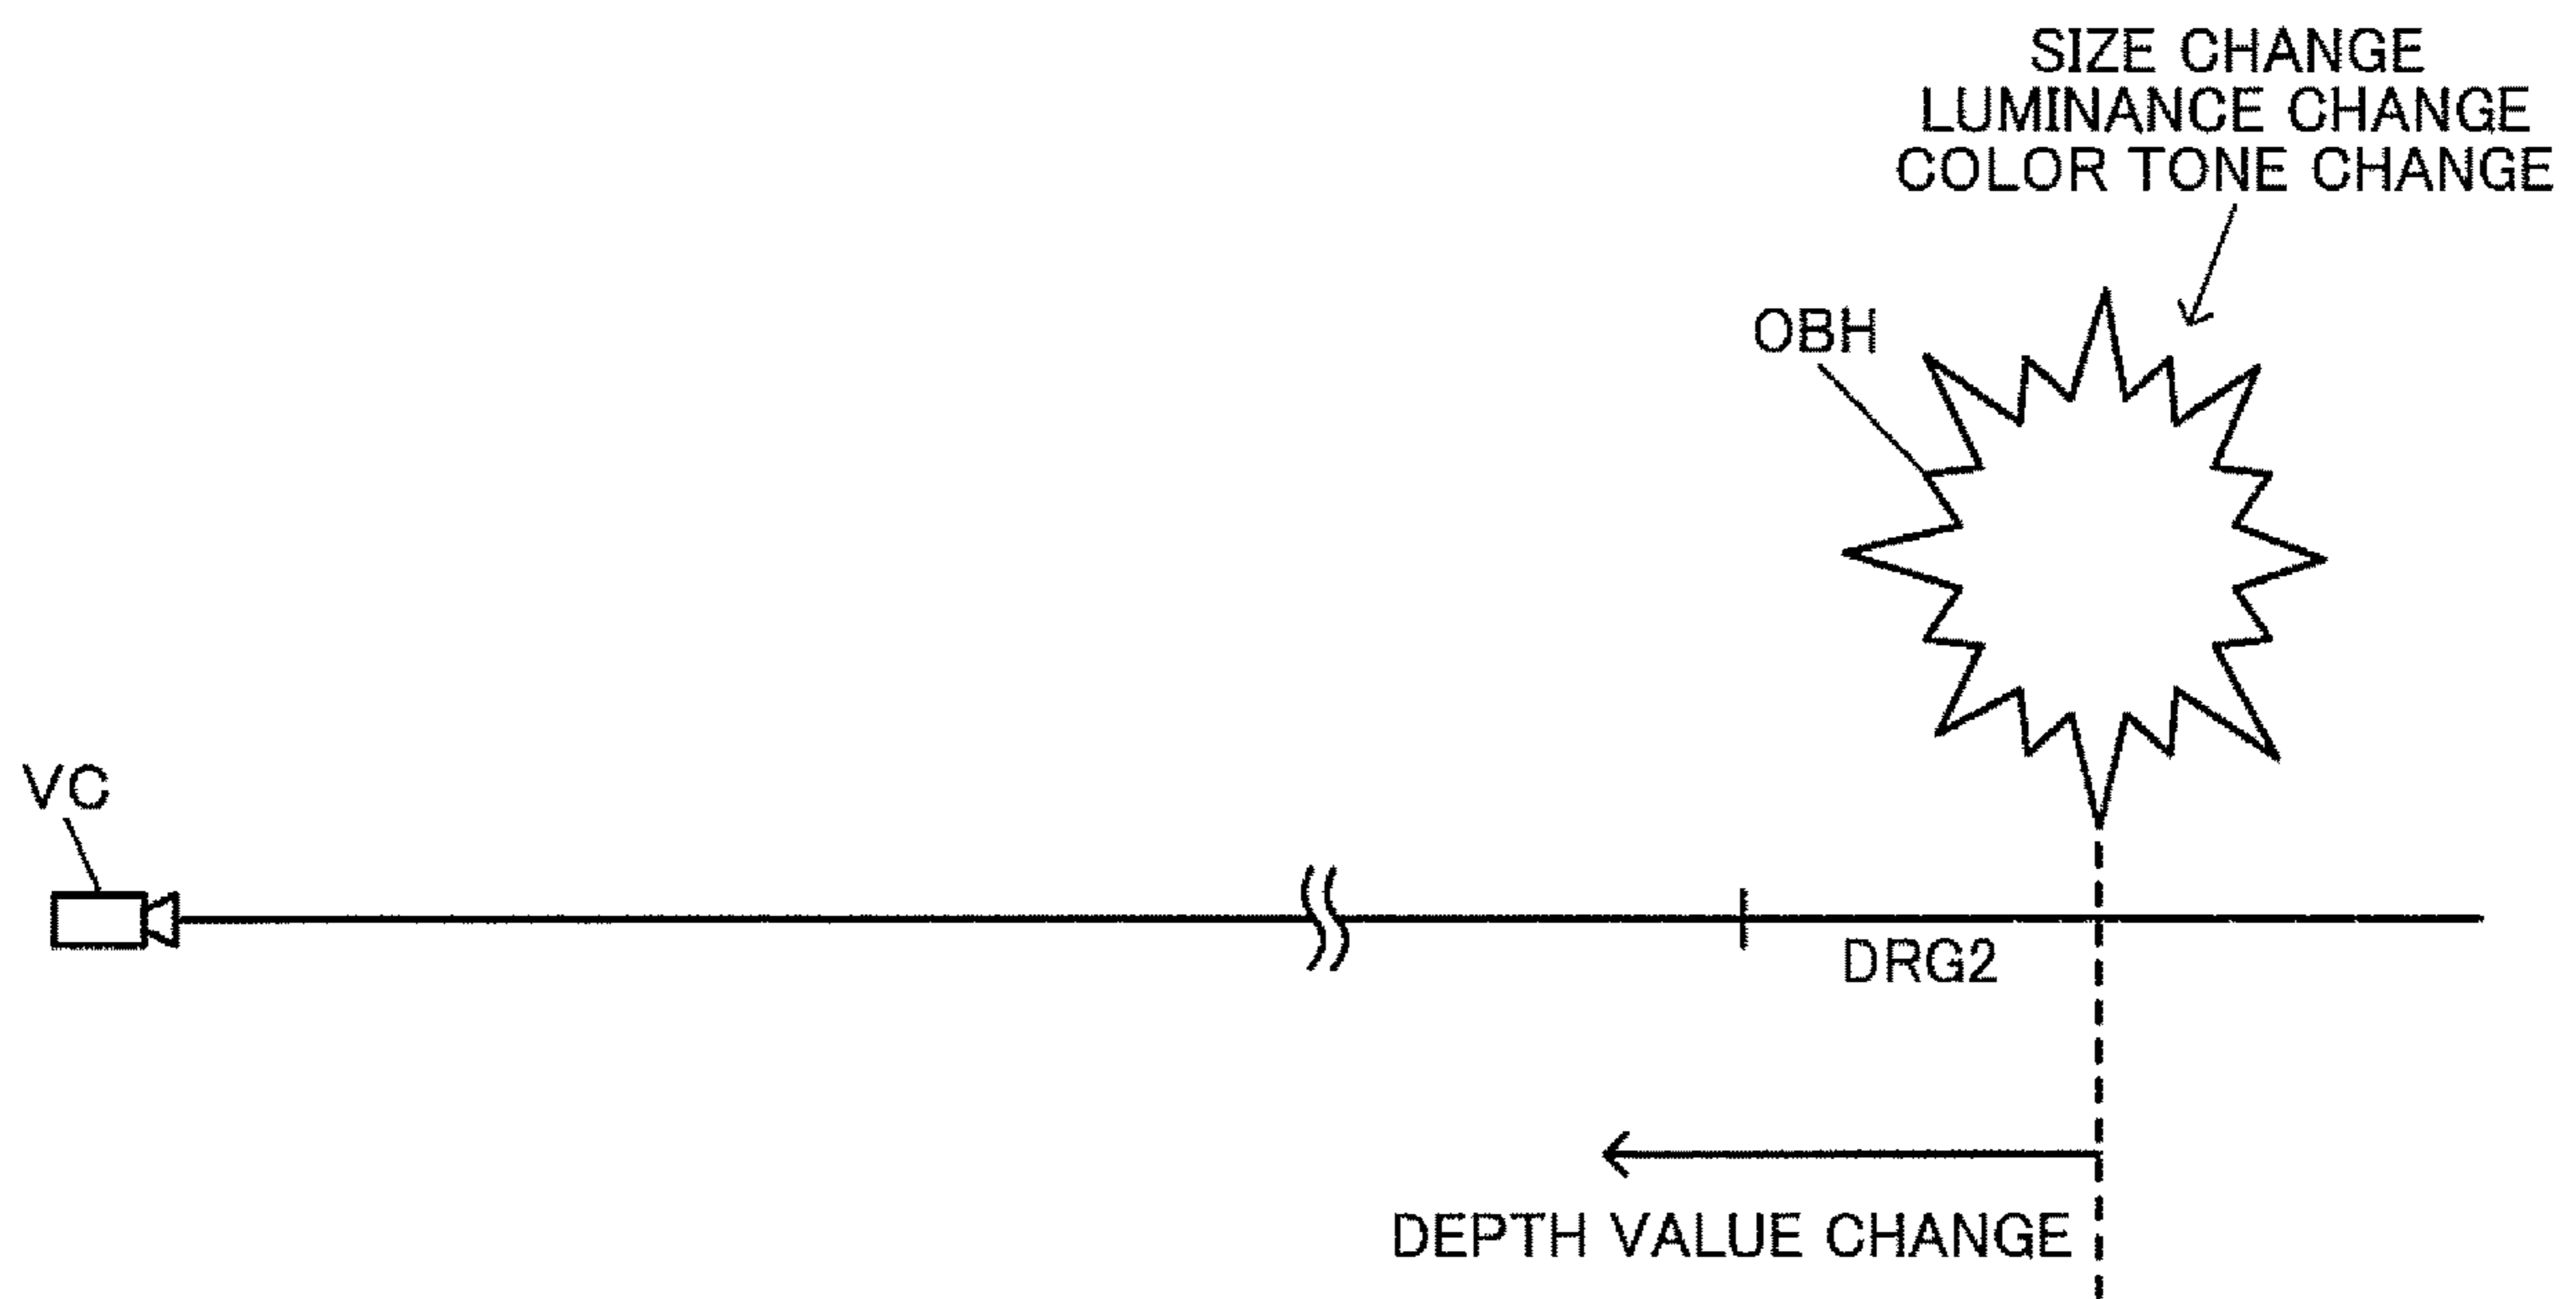 SIZE CHANGE
LUMINANCE CHANGE
COLOR TONE CHANGE
OBH
VC
DRG2
DEPTH VALUE CHANGE